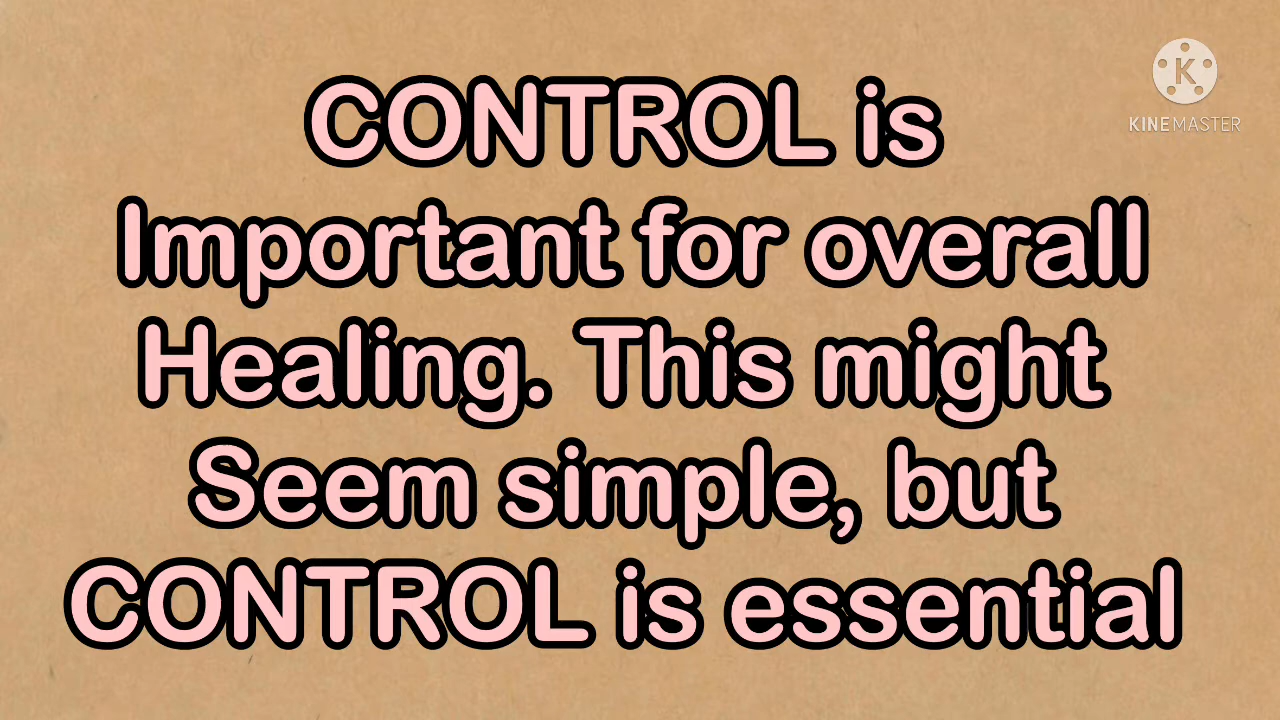 CONTROL is
Important for overall
Healing. This might
Seem simple, but
CONTROL is essential
K
KINEMASTER